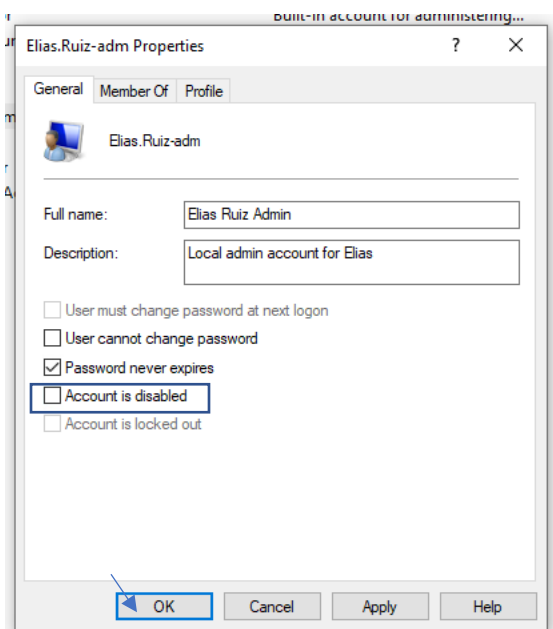 Built-in account for administering...
Elias.Ruiz-adm Properties ? X
General Member Of Profile
Elias.Ruiz-adm
Full name: Elias Ruiz Admin
Description: Local admin account for Elias
User must change password at next logon
User cannot change password
Password never expires
Account is disabled
Account is locked out
OK Cancel Apply Help